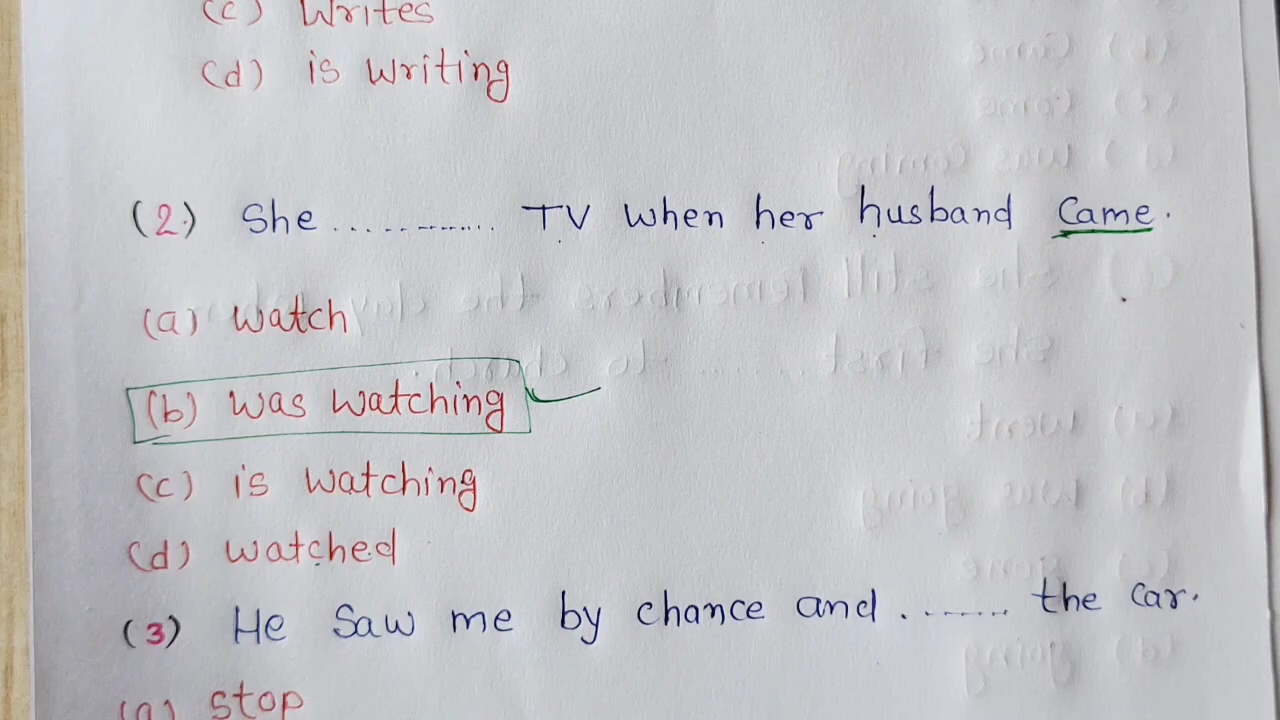 (c) Writes
(d) is writing
(2.) She .............. TV when her husband Came.
(a) watch
(b) was watching
(c) is watching
(d) watched
(3) He Saw me by chance and ........ the car.
(a) stop